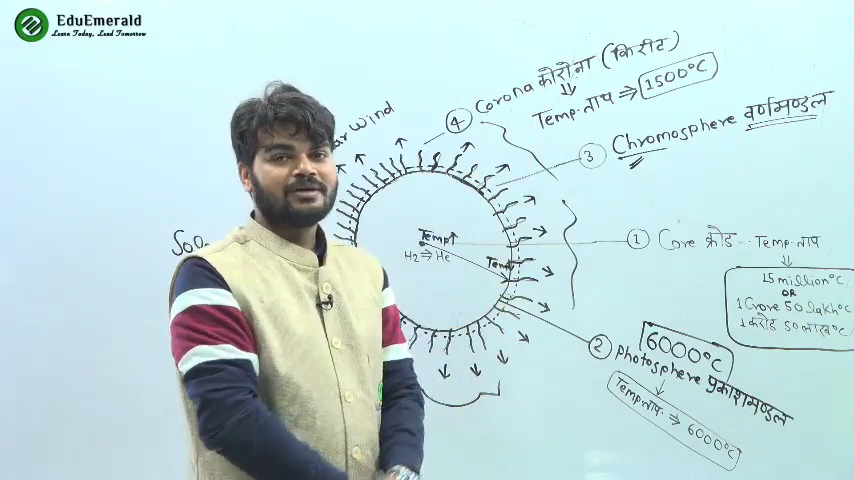 EduEmerald
Learn Today, Lead Tomorrow
ar wind
④ Corona कोरोना (किरीट)
Temp. ताप ⇒ 1500°C
③ Chromosphere वर्णमण्डल
Temp↑
H₂ ⇒ He
Temp↓
① Core क्रोड Temp. ताप
15 million°C
OR
1 Crore 50 lakh°C
1 करोड़ 50 लाख°C
Sola
② Photosphere प्रकाशमण्डल
6000°C
Temp. ताप ⇒ 6000°C